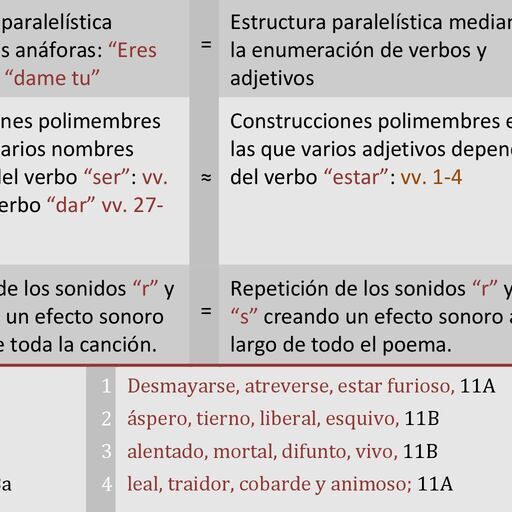 paralelística
s anáforas: “Eres
“dame tu”
=
Estructura paralelística median
la enumeración de verbos y
adjetivos
nes polimembres
arios nombres
el verbo “ser”: vv.
erbo “dar” vv. 27-
≈
Construcciones polimembres e
las que varios adjetivos depen
del verbo “estar”: vv. 1-4
de los sonidos “r” y
un efecto sonoro
e toda la canción.
=
Repetición de los sonidos “r” y
“s” creando un efecto sonoro a
largo de todo el poema.
1 Desmayarse, atreverse, estar furioso, 11A
2 áspero, tierno, liberal, esquivo, 11B
3 alentado, mortal, difunto, vivo, 11B
4 leal, traidor, cobarde y animoso; 11A
a